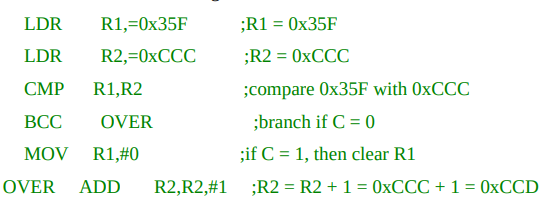 LDR R1,=0x35F ;R1 = 0x35F
LDR R2,=0xCCC ;R2 = 0xCCC
CMP R1,R2 ;compare 0x35F with 0xCCC
BCC OVER ;branch if C = 0
MOV R1,#0 ;if C = 1, then clear R1
OVER ADD R2,R2,#1 ;R2 = R2 + 1 = 0xCCC + 1 = 0xCCD